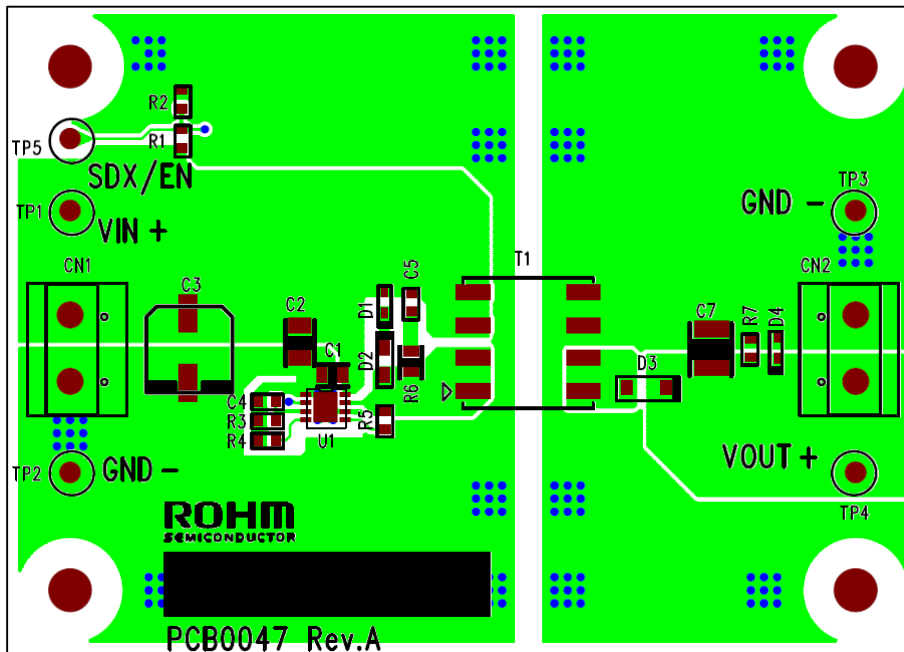 R2
TP5
R1
SDX/EN
TP1
VIN +
TP3
GND -
CN1
C3
C5
T1
CN2
C2
D1
C7
R7
D4
C1
D2
R6
D3
C4
R3
R4
U1
R5
TP2
GND -
VOUT +
TP4
ROHM
SEMICONDUCTOR
PCB0047 Rev.A